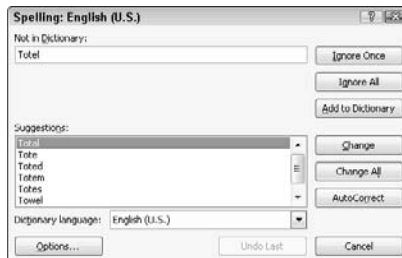 Spelling: English (U.S.)
Not in Dictionary:
Totel
Ignore Once
Ignore All
Add to Dictionary
Suggestions:
Total
Tote
Toted
Totem
Totes
Towel
Change
Change All
AutoCorrect
Dictionary language: English (U.S.)
Options... Undo Last Cancel